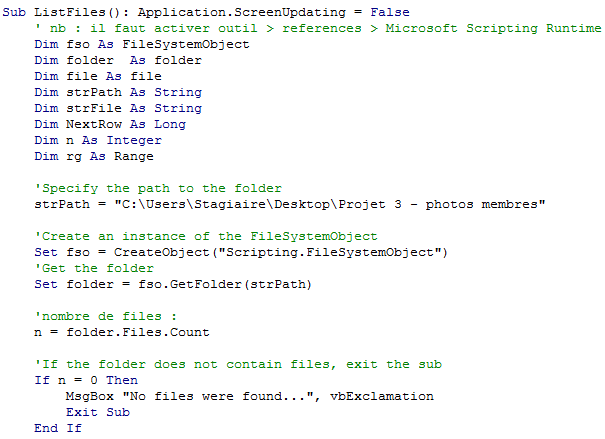 Sub ListFiles(): Application.ScreenUpdating = False
' nb : il faut activer outil > references > Microsoft Scripting Runtime
Dim fso As FileSystemObject
Dim folder  As folder
Dim file As file
Dim strPath As String
Dim strFile As String
Dim NextRow As Long
Dim n As Integer
Dim rg As Range
'Specify the path to the folder
strPath = "C:\Users\Stagiaire\Desktop\Projet 3 - photos membres"
'Create an instance of the FileSystemObject
Set fso = CreateObject("Scripting.FileSystemObject")
'Get the folder
Set folder = fso.GetFolder(strPath)
'nombre de files :
n = folder.Files.Count
'If the folder does not contain files, exit the sub
If n = 0 Then
MsgBox "No files were found...", vbExclamation
Exit Sub
End If